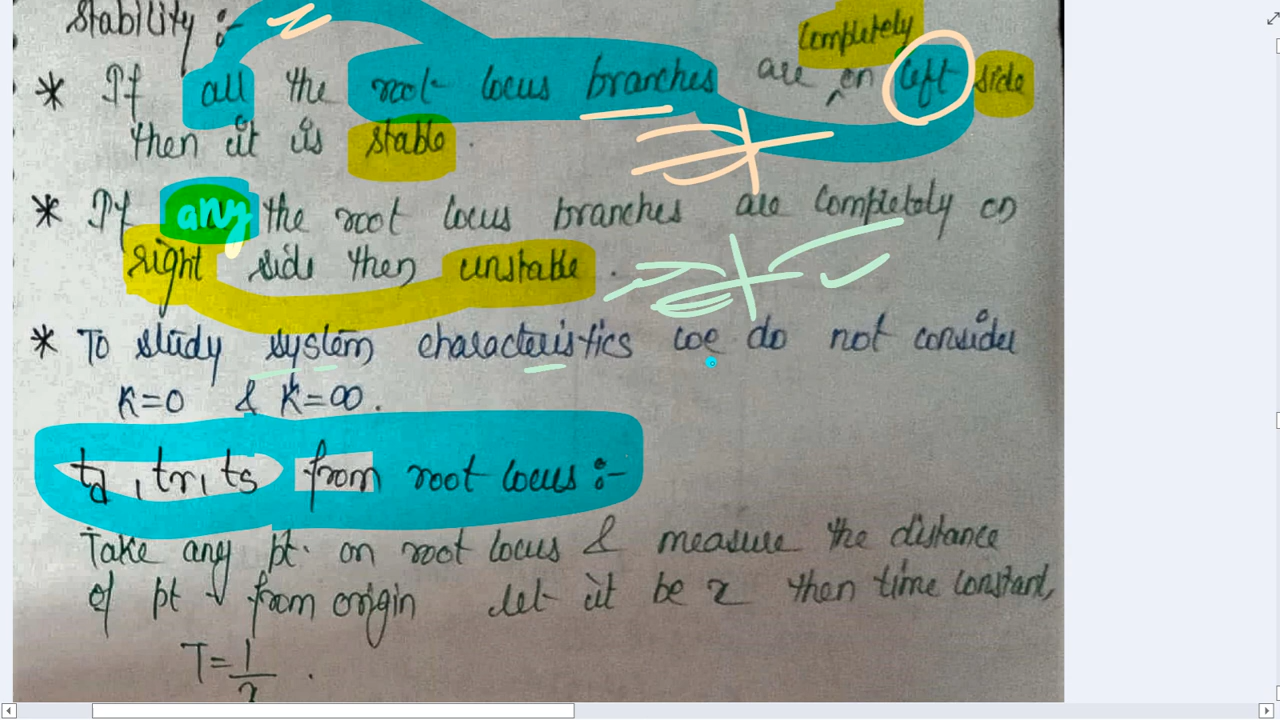 Stability :-
completely
* If all the root locus branches are ^ on left side
then it is stable.
* If any the root locus branches are completely on
right side then unstable.
* To study system characteristics we do not consider
K=0 & K=∞.
td, tr, ts from root locus :-
Take any pt. on root locus & measure the distance
of pt from origin let it be x then time constant,
T = 1/x.